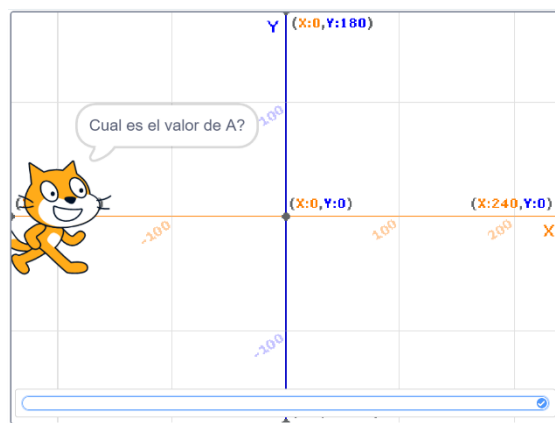 Y
(X:0,Y:180)
100
Cual es el valor de A?
(
(X:0,Y:0)
(X:240,Y:0)
-100
100
200
X
-100